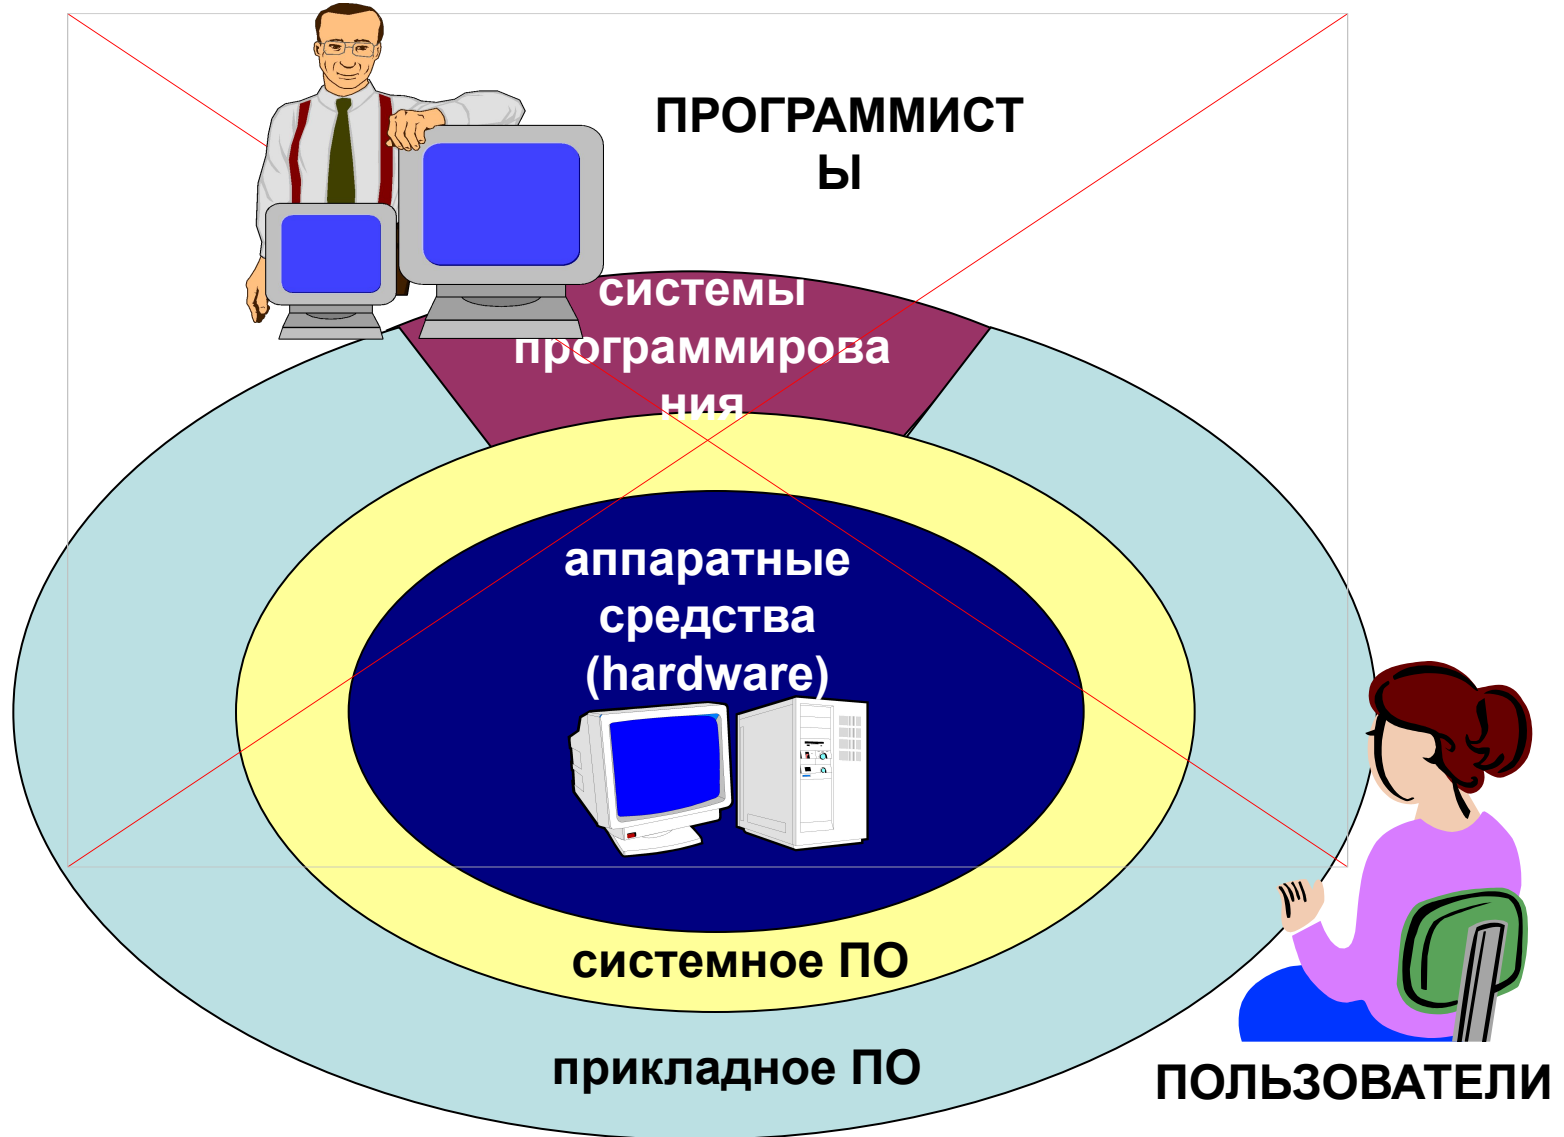 ПРОГРАММИСТ
Ы
системы
программирова
ния
аппаратные
средства
(hardware)
системное ПО
прикладное ПО
ПОЛЬЗОВАТЕЛИ